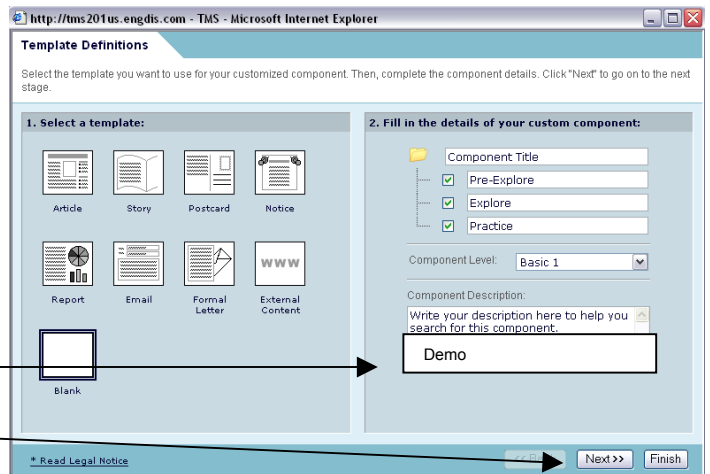 http://tms201us.engdis.com - TMS - Microsoft Internet Explorer
Template Definitions
Select the template you want to use for your customized component. Then, complete the component details. Click "Next" to go on to the next
stage.
1. Select a template:
Article
Story
Postcard
Notice
www
Report
Email
Formal
Letter
External
Content
Blank
2. Fill in the details of your custom component:
Component Title
Pre-Explore
Explore
Practice
Component Level:
Basic 1
Component Description:
Write your description here to help you
search for this component.
Demo
* Read Legal Notice
Next >>
Finish